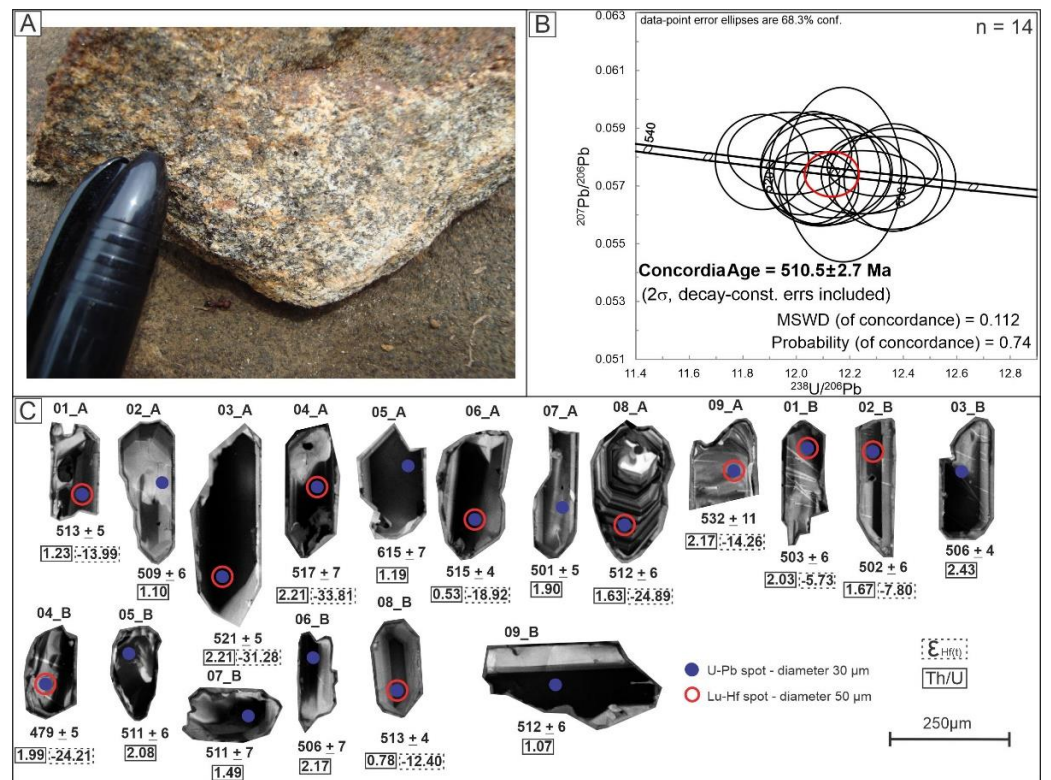 A
B
data-point error ellipses are 68.3% conf.
n = 14
0.063
0.061
0.059
0.057
0.055
0.053
0.051
207Pb/206Pb
540
520
500
ConcordiaAge = 510.5±2.7 Ma
(2σ, decay-const. errs included)
MSWD (of concordance) = 0.112
Probability (of concordance) = 0.74
11.4 11.6 11.8 12.0 12.2 12.4 12.6 12.8
238U/206Pb
C
01_A
513 ± 5
1.23 -13.99
02_A
509 ± 6
1.10
03_A
521 ± 5
2.21 -31.28
04_A
517 ± 7
2.21 -33.81
05_A
615 ± 7
1.19
06_A
515 ± 4
0.53 -18.92
07_A
501 ± 5
1.90
08_A
512 ± 6
1.63 -24.89
09_A
532 ± 11
2.17 -14.26
01_B
503 ± 6
2.03 -5.73
02_B
502 ± 6
1.67 -7.80
03_B
506 ± 4
2.43
04_B
479 ± 5
1.99 -24.21
05_B
511 ± 6
2.08
07_B
511 ± 7
1.49
06_B
506 ± 7
2.17
08_B
513 ± 4
0.78 -12.40
09_B
512 ± 6
1.07
U-Pb spot - diameter 30 µm
Lu-Hf spot - diameter 50 µm
εHf(t)
Th/U
250µm